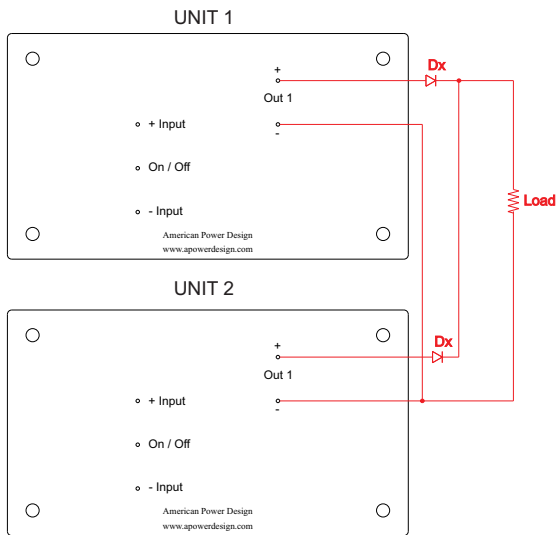 UNIT 1
+
Dx
Out 1
+ Input
-
On / Off
Load
- Input
American Power Design
www.apowerdesign.com
UNIT 2
+
Dx
Out 1
+ Input
-
On / Off
- Input
American Power Design
www.apowerdesign.com